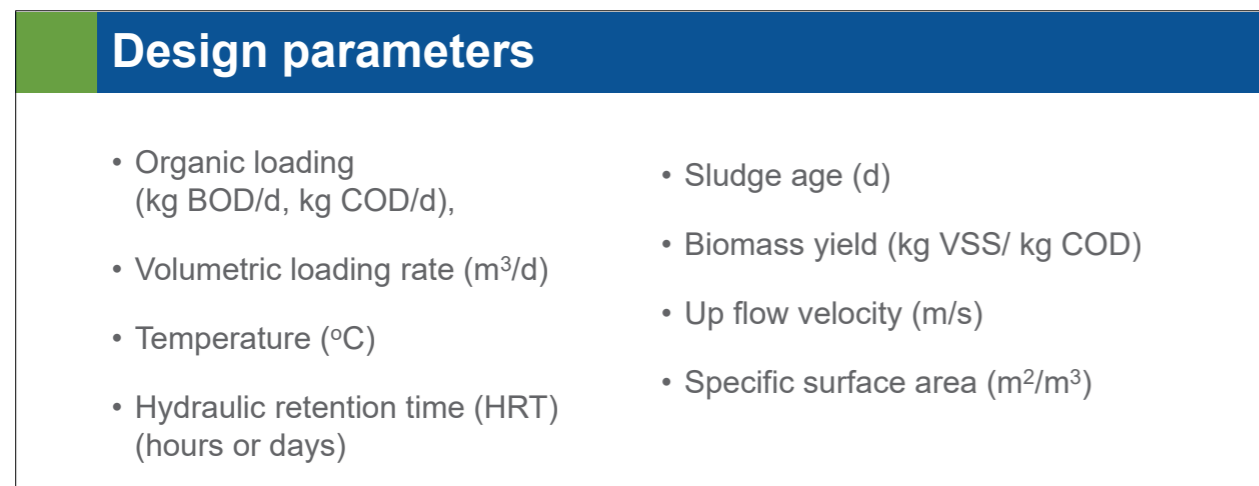 Design parameters
• Organic loading
(kg BOD/d, kg COD/d),
• Volumetric loading rate (m³/d)
• Temperature (ᵒC)
• Hydraulic retention time (HRT)
(hours or days)
• Sludge age (d)
• Biomass yield (kg VSS/ kg COD)
• Up flow velocity (m/s)
• Specific surface area (m²/m³)